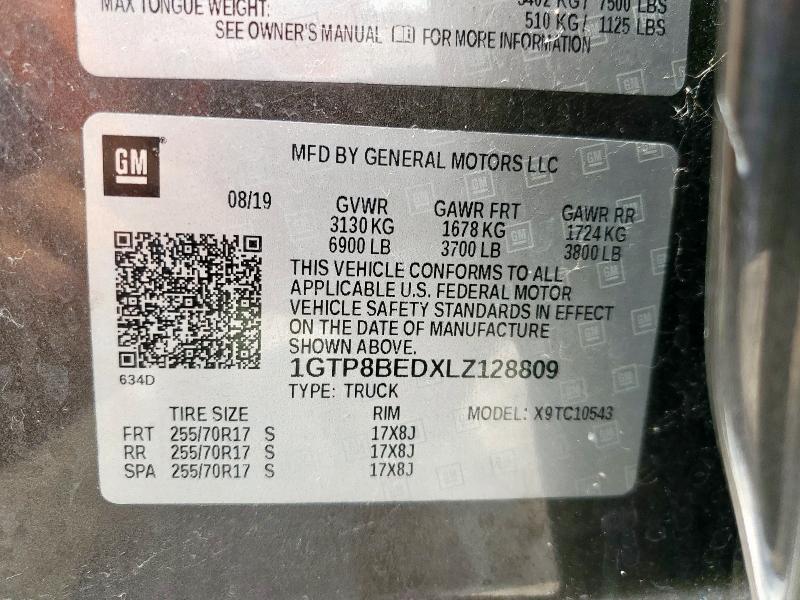 MAX TONGUE WEIGHT:
3402 KG / 7500 LBS
510 KG / 1125 LBS
SEE OWNER'S MANUAL FOR MORE INFORMATION
GM
MFD BY GENERAL MOTORS LLC
08/19
GVWR GAWR FRT GAWR RR
3130 KG 1678 KG 1724 KG
6900 LB 3700 LB 3800 LB
THIS VEHICLE CONFORMS TO ALL
APPLICABLE U.S. FEDERAL MOTOR
VEHICLE SAFETY STANDARDS IN EFFECT
ON THE DATE OF MANUFACTURE
SHOWN ABOVE.
634D
1GTP8BEDXLZ128809
TYPE: TRUCK
TIRE SIZE RIM MODEL: X9TC10543
FRT 255/70R17 S 17X8J
RR 255/70R17 S 17X8J
SPA 255/70R17 S 17X8J